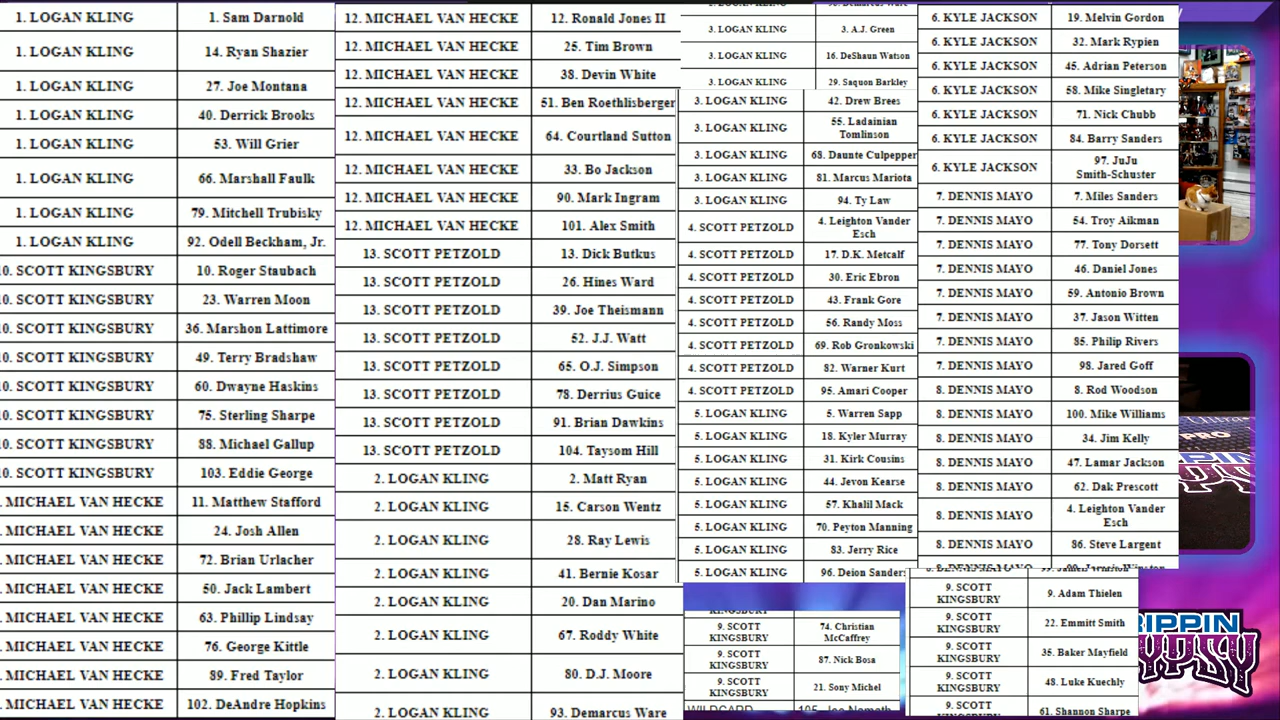 1. LOGAN KLING 1. Sam Darnold
1. LOGAN KLING 14. Ryan Shazier
1. LOGAN KLING 27. Joe Montana
1. LOGAN KLING 40. Derrick Brooks
1. LOGAN KLING 53. Will Grier
1. LOGAN KLING 66. Marshall Faulk
1. LOGAN KLING 79. Mitchell Trubisky
1. LOGAN KLING 92. Odell Beckham, Jr.
0. SCOTT KINGSBURY 10. Roger Staubach
0. SCOTT KINGSBURY 23. Warren Moon
0. SCOTT KINGSBURY 36. Marshon Lattimore
0. SCOTT KINGSBURY 49. Terry Bradshaw
0. SCOTT KINGSBURY 60. Dwayne Haskins
0. SCOTT KINGSBURY 75. Sterling Sharpe
0. SCOTT KINGSBURY 88. Michael Gallup
0. SCOTT KINGSBURY 103. Eddie George
. MICHAEL VAN HECKE 11. Matthew Stafford
. MICHAEL VAN HECKE 24. Josh Allen
. MICHAEL VAN HECKE 72. Brian Urlacher
. MICHAEL VAN HECKE 50. Jack Lambert
. MICHAEL VAN HECKE 63. Phillip Lindsay
. MICHAEL VAN HECKE 76. George Kittle
. MICHAEL VAN HECKE 89. Fred Taylor
. MICHAEL VAN HECKE 102. DeAndre Hopkins
12. MICHAEL VAN HECKE 12. Ronald Jones II
12. MICHAEL VAN HECKE 25. Tim Brown
12. MICHAEL VAN HECKE 38. Devin White
12. MICHAEL VAN HECKE 51. Ben Roethlisberger
12. MICHAEL VAN HECKE 64. Courtland Sutton
12. MICHAEL VAN HECKE 33. Bo Jackson
12. MICHAEL VAN HECKE 90. Mark Ingram
12. MICHAEL VAN HECKE 101. Alex Smith
13. SCOTT PETZOLD 13. Dick Butkus
13. SCOTT PETZOLD 26. Hines Ward
13. SCOTT PETZOLD 39. Joe Theismann
13. SCOTT PETZOLD 52. J.J. Watt
13. SCOTT PETZOLD 65. O.J. Simpson
13. SCOTT PETZOLD 78. Derrius Guice
13. SCOTT PETZOLD 91. Brian Dawkins
13. SCOTT PETZOLD 104. Taysom Hill
2. LOGAN KLING 2. Matt Ryan
2. LOGAN KLING 15. Carson Wentz
2. LOGAN KLING 28. Ray Lewis
2. LOGAN KLING 41. Bernie Kosar
2. LOGAN KLING 20. Dan Marino
2. LOGAN KLING 67. Roddy White
2. LOGAN KLING 80. D.J. Moore
2. LOGAN KLING 93. Demarcus Ware
3. LOGAN KLING 3. A.J. Green
3. LOGAN KLING 16. DeShaun Watson
3. LOGAN KLING 29. Saquon Barkley
3. LOGAN KLING 42. Drew Brees
3. LOGAN KLING 55. Ladainian
Tomlinson
3. LOGAN KLING 68. Daunte Culpepper
3. LOGAN KLING 81. Marcus Mariota
3. LOGAN KLING 94. Ty Law
4. SCOTT PETZOLD 4. Leighton Vander
Esch
4. SCOTT PETZOLD 17. D.K. Metcalf
4. SCOTT PETZOLD 30. Eric Ebron
4. SCOTT PETZOLD 43. Frank Gore
4. SCOTT PETZOLD 56. Randy Moss
4. SCOTT PETZOLD 69. Rob Gronkowski
4. SCOTT PETZOLD 82. Warner Kurt
4. SCOTT PETZOLD 95. Amari Cooper
5. LOGAN KLING 5. Warren Sapp
5. LOGAN KLING 18. Kyler Murray
5. LOGAN KLING 31. Kirk Cousins
5. LOGAN KLING 44. Jevon Kearse
5. LOGAN KLING 57. Khalil Mack
5. LOGAN KLING 70. Peyton Manning
5. LOGAN KLING 83. Jerry Rice
5. LOGAN KLING 96. Deion Sanders
KINGSBURY
9. SCOTT
KINGSBURY 74. Christian
McCaffrey
9. SCOTT
KINGSBURY 87. Nick Bosa
9. SCOTT
KINGSBURY 21. Sony Michel
WILDCARD 105. Joe Namath
6. KYLE JACKSON 19. Melvin Gordon
6. KYLE JACKSON 32. Mark Rypien
6. KYLE JACKSON 45. Adrian Peterson
6. KYLE JACKSON 58. Mike Singletary
6. KYLE JACKSON 71. Nick Chubb
6. KYLE JACKSON 84. Barry Sanders
6. KYLE JACKSON 97. JuJu
Smith-Schuster
7. DENNIS MAYO 7. Miles Sanders
7. DENNIS MAYO 54. Troy Aikman
7. DENNIS MAYO 77. Tony Dorsett
7. DENNIS MAYO 46. Daniel Jones
7. DENNIS MAYO 59. Antonio Brown
7. DENNIS MAYO 37. Jason Witten
7. DENNIS MAYO 85. Philip Rivers
7. DENNIS MAYO 98. Jared Goff
8. DENNIS MAYO 8. Rod Woodson
8. DENNIS MAYO 100. Mike Williams
8. DENNIS MAYO 34. Jim Kelly
8. DENNIS MAYO 47. Lamar Jackson
8. DENNIS MAYO 62. Dak Prescott
8. DENNIS MAYO 4. Leighton Vander
Esch
8. DENNIS MAYO 86. Steve Largent
9. SCOTT
KINGSBURY 9. Adam Thielen
9. SCOTT
KINGSBURY 22. Emmitt Smith
9. SCOTT
KINGSBURY 35. Baker Mayfield
9. SCOTT
KINGSBURY 48. Luke Kuechly
9. SCOTT 61. Shannon Sharpe
PRO
RIPPIN
GYPSY